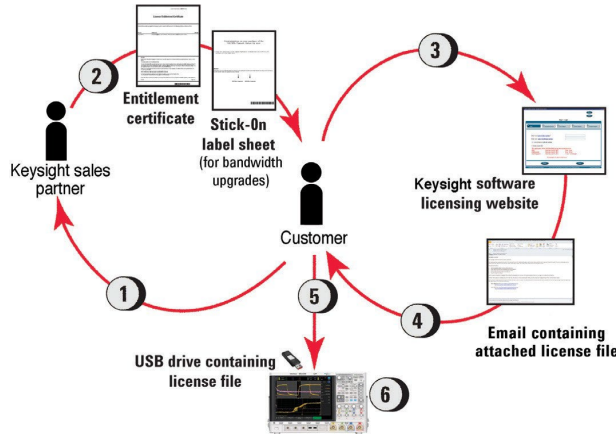 2
Entitlement
certificate
Stick-On
label sheet
(for bandwidth
upgrades)
3
Keysight sales
partner
Keysight software
licensing website
Customer
1
5
4
Email containing
attached license file
USB drive containing
license file
6